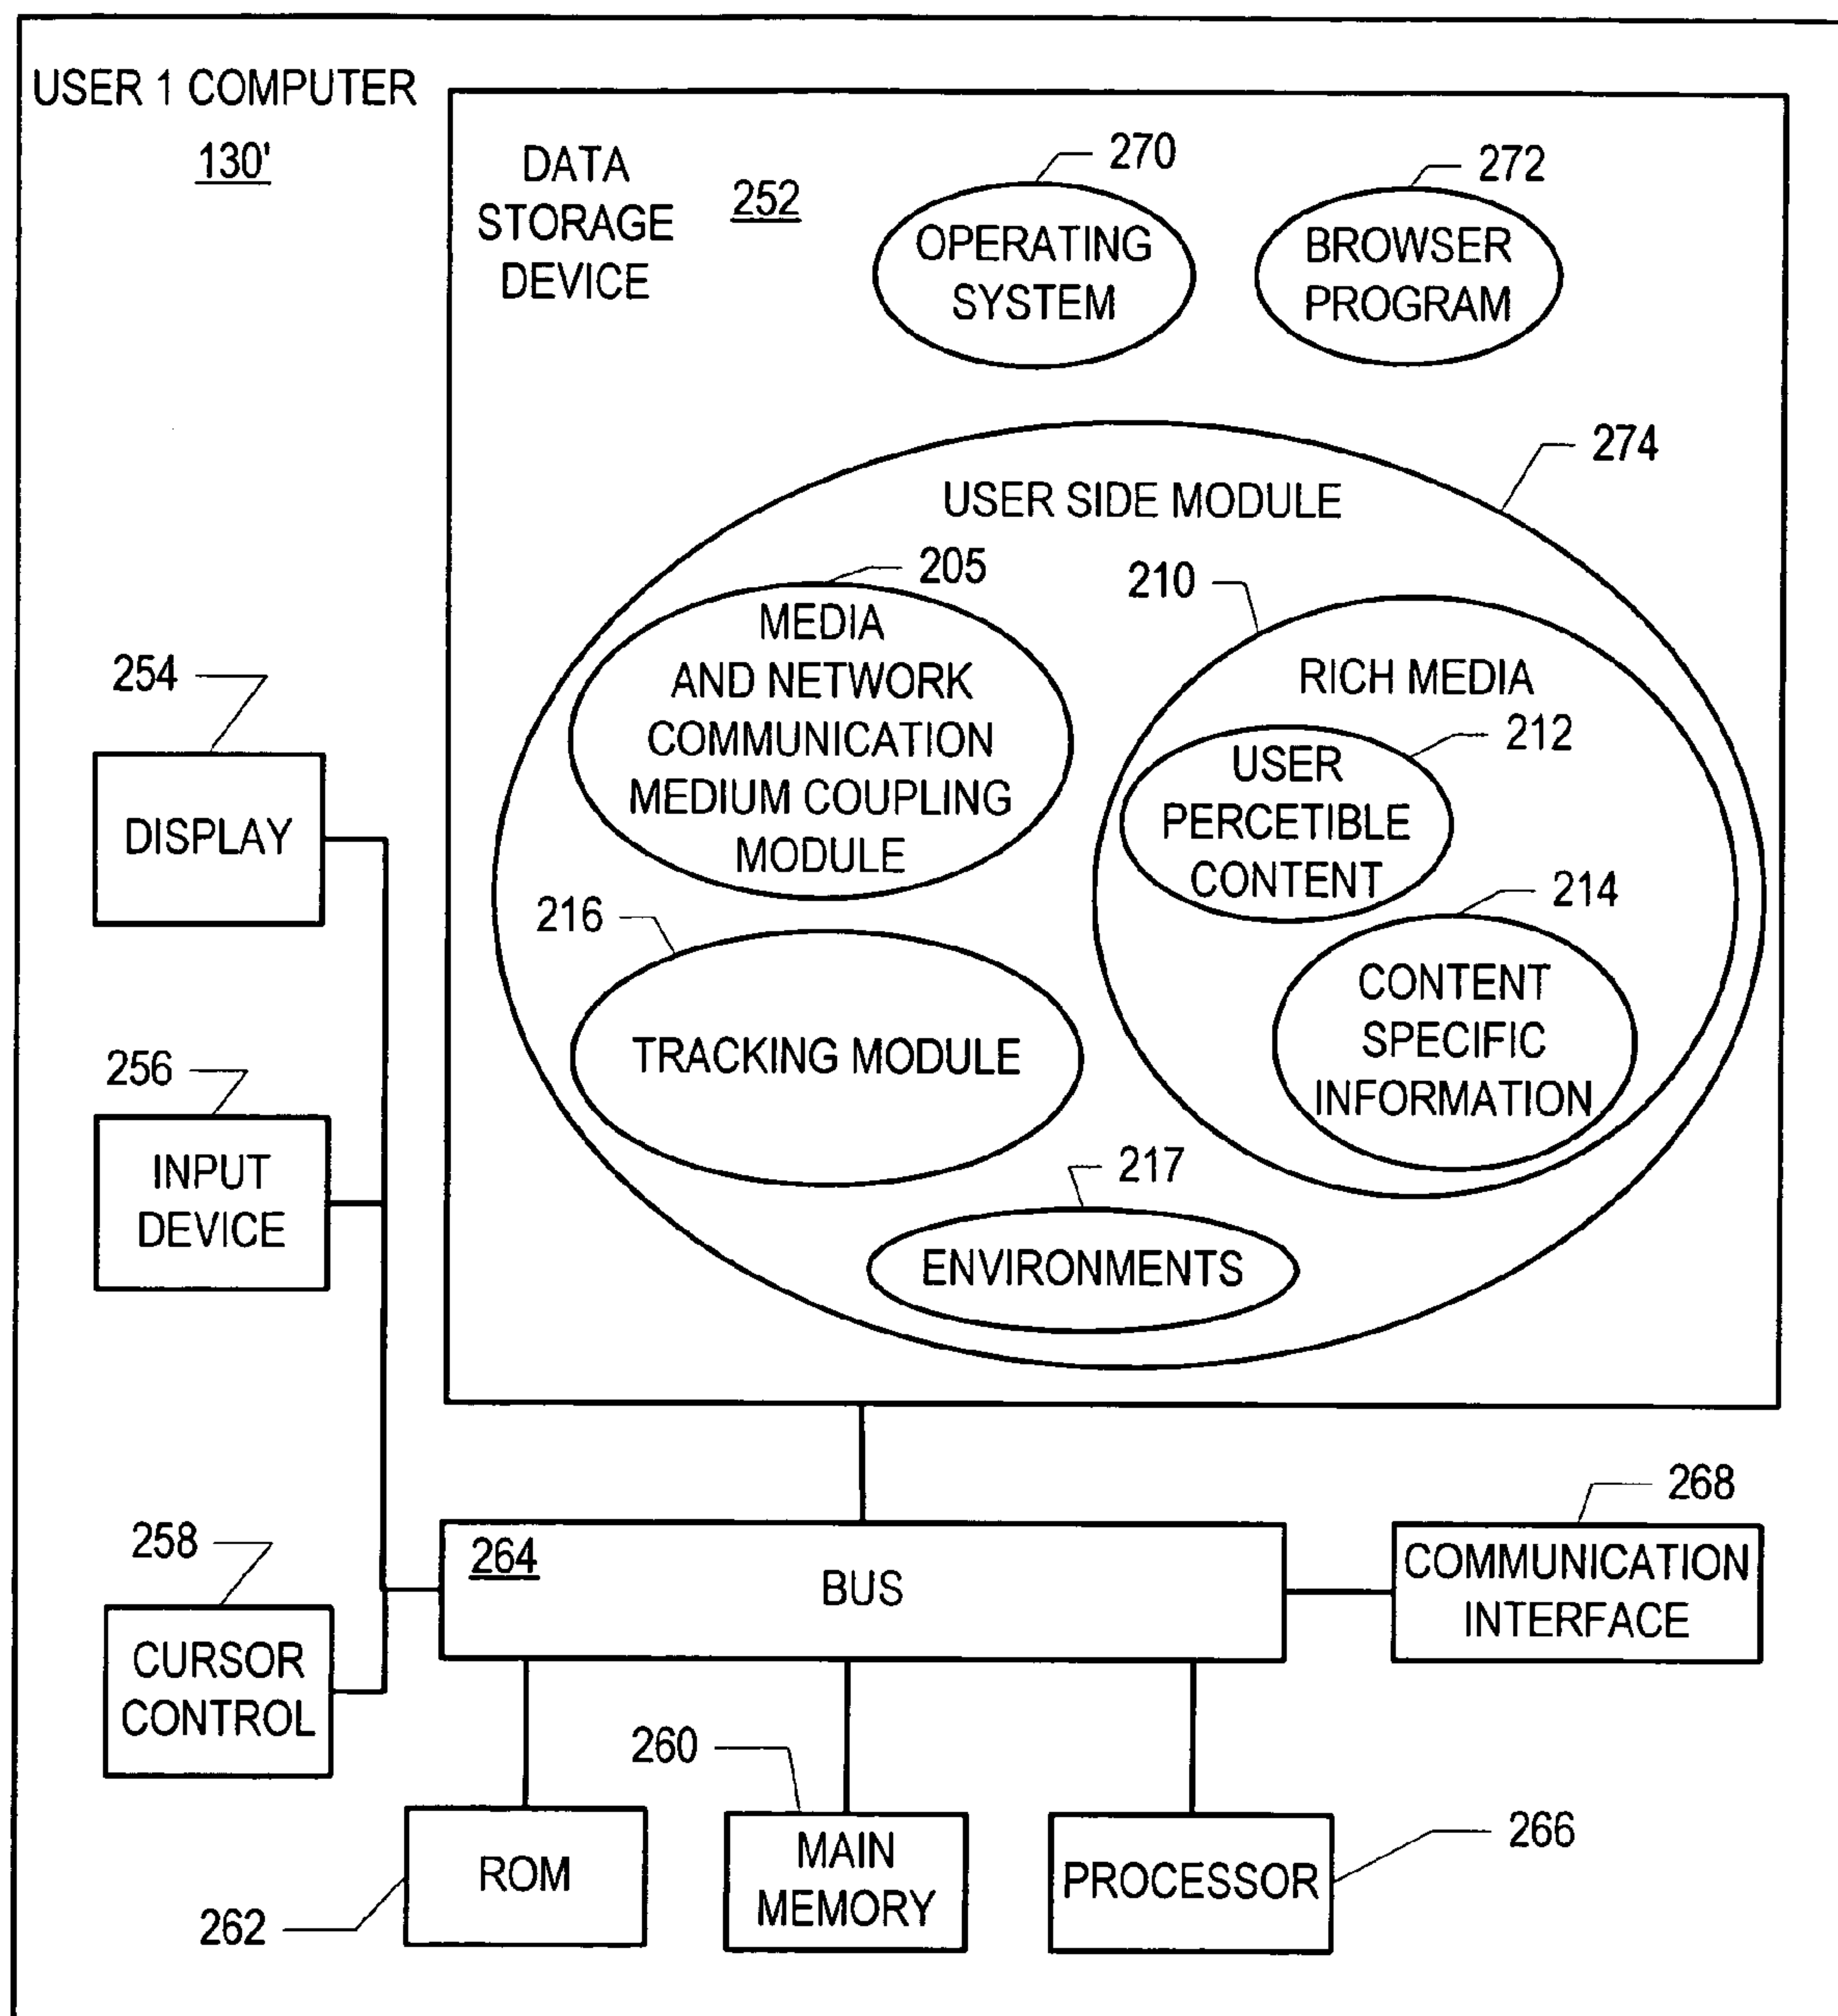 USER 1 COMPUTER
130'
DATA
STORAGE
DEVICE
252
270
OPERATING
SYSTEM
272
BROWSER
PROGRAM
274
USER SIDE MODULE
205
MEDIA
AND NETWORK
COMMUNICATION
MEDIUM COUPLING
MODULE
210
RICH MEDIA
212
USER
PERCETIBLE
CONTENT
214
CONTENT
SPECIFIC
INFORMATION
216
TRACKING MODULE
217
ENVIRONMENTS
254
DISPLAY
256
INPUT
DEVICE
258
CURSOR
CONTROL
264
BUS
268
COMMUNICATION
INTERFACE
262
ROM
260
MAIN
MEMORY
266
PROCESSOR